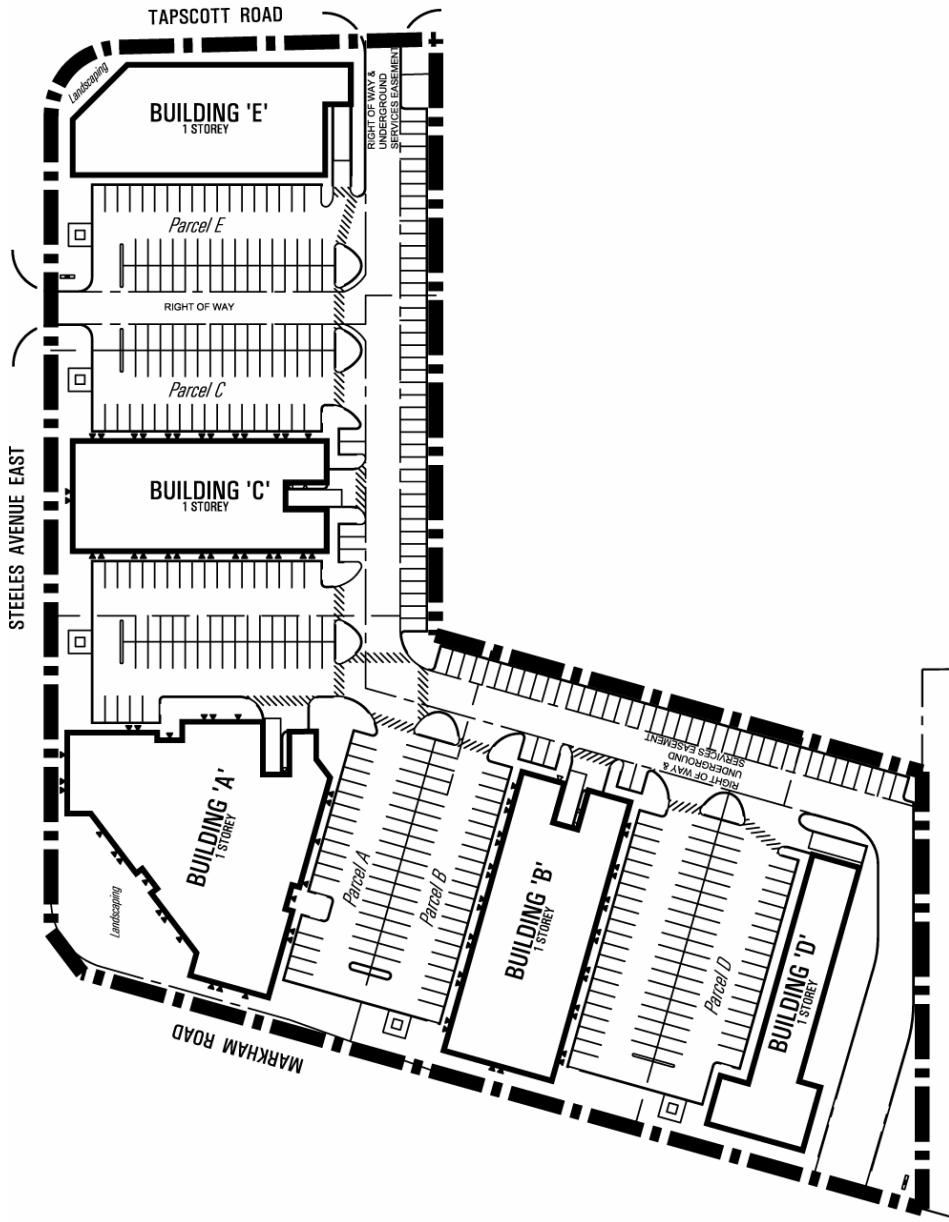 TAPSCOTT ROAD
Landscaping
BUILDING 'E'
1 STOREY
RIGHT OF WAY &
UNDERGROUND
SERVICES EASEMENT
Parcel E
RIGHT OF WAY
Parcel C
STEELES AVENUE EAST
BUILDING 'C'
1 STOREY
RIGHT OF WAY &
UNDERGROUND
SERVICES EASEMENT
BUILDING 'A'
1 STOREY
Parcel A
Parcel B
BUILDING 'B'
1 STOREY
Landscaping
Parcel D
BUILDING 'D'
1 STOREY
MARKHAM ROAD